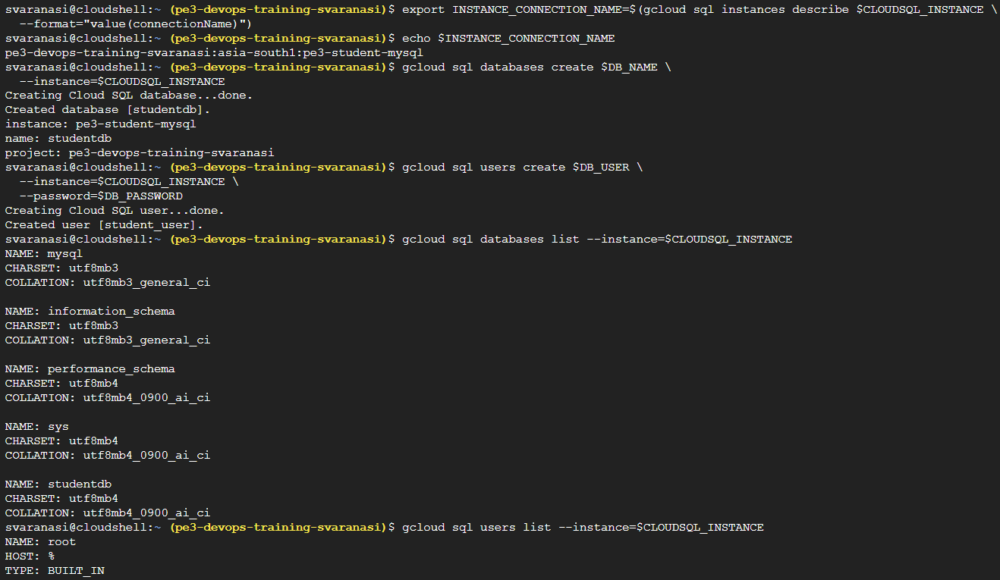 svaranasi@cloudshell:~ (pe3-devops-training-svaranasi)$ export INSTANCE_CONNECTION_NAME=$(gcloud sql instances describe $CLOUDSQL_INSTANCE \
  --format="value(connectionName)")
svaranasi@cloudshell:~ (pe3-devops-training-svaranasi)$ echo $INSTANCE_CONNECTION_NAME
pe3-devops-training-svaranasi:asia-south1:pe3-student-mysql
svaranasi@cloudshell:~ (pe3-devops-training-svaranasi)$ gcloud sql databases create $DB_NAME \
  --instance=$CLOUDSQL_INSTANCE
Creating Cloud SQL database...done.
Created database [studentdb].
instance: pe3-student-mysql
name: studentdb
project: pe3-devops-training-svaranasi
svaranasi@cloudshell:~ (pe3-devops-training-svaranasi)$ gcloud sql users create $DB_USER \
  --instance=$CLOUDSQL_INSTANCE \
  --password=$DB_PASSWORD
Creating Cloud SQL user...done.
Created user [student_user].
svaranasi@cloudshell:~ (pe3-devops-training-svaranasi)$ gcloud sql databases list --instance=$CLOUDSQL_INSTANCE
NAME: mysql
CHARSET: utf8mb3
COLLATION: utf8mb3_general_ci

NAME: information_schema
CHARSET: utf8mb3
COLLATION: utf8mb3_general_ci

NAME: performance_schema
CHARSET: utf8mb4
COLLATION: utf8mb4_0900_ai_ci

NAME: sys
CHARSET: utf8mb4
COLLATION: utf8mb4_0900_ai_ci

NAME: studentdb
CHARSET: utf8mb4
COLLATION: utf8mb4_0900_ai_ci
svaranasi@cloudshell:~ (pe3-devops-training-svaranasi)$ gcloud sql users list --instance=$CLOUDSQL_INSTANCE
NAME: root
HOST: %
TYPE: BUILT_IN